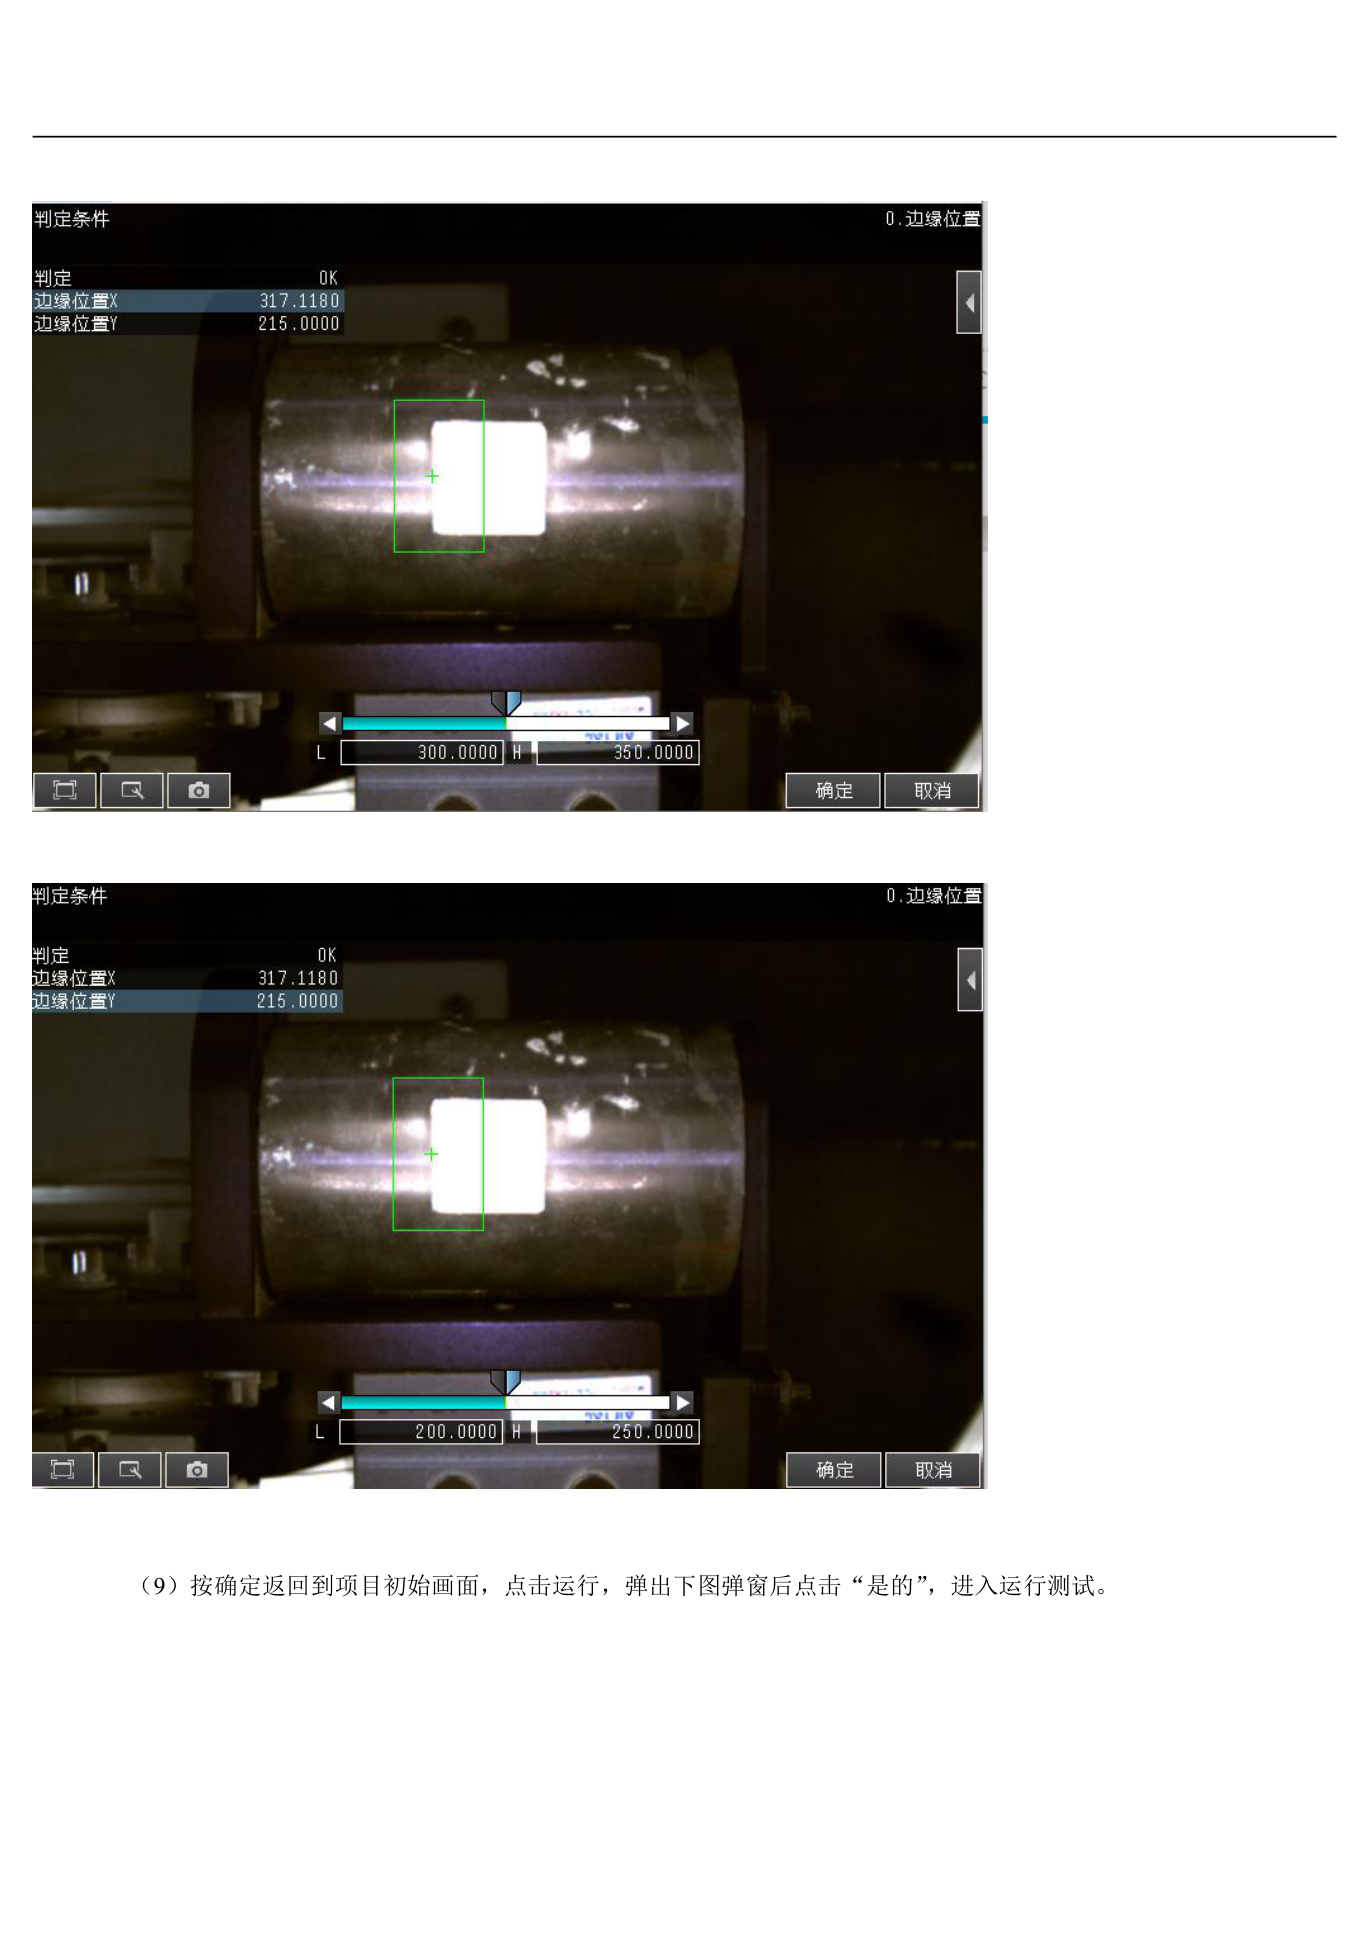 判定条件
0.边缘位置
判定 OK
边缘位置X 317.1180
边缘位置Y 215.0000
L 300.0000 H 350.0000
确定 取消
判定条件
0.边缘位置
判定 OK
边缘位置X 317.1180
边缘位置Y 215.0000
L 200.0000 H 250.0000
确定 取消
（9）按确定返回到项目初始画面，点击运行，弹出下图弹窗后点击“是的”，进入运行测试。